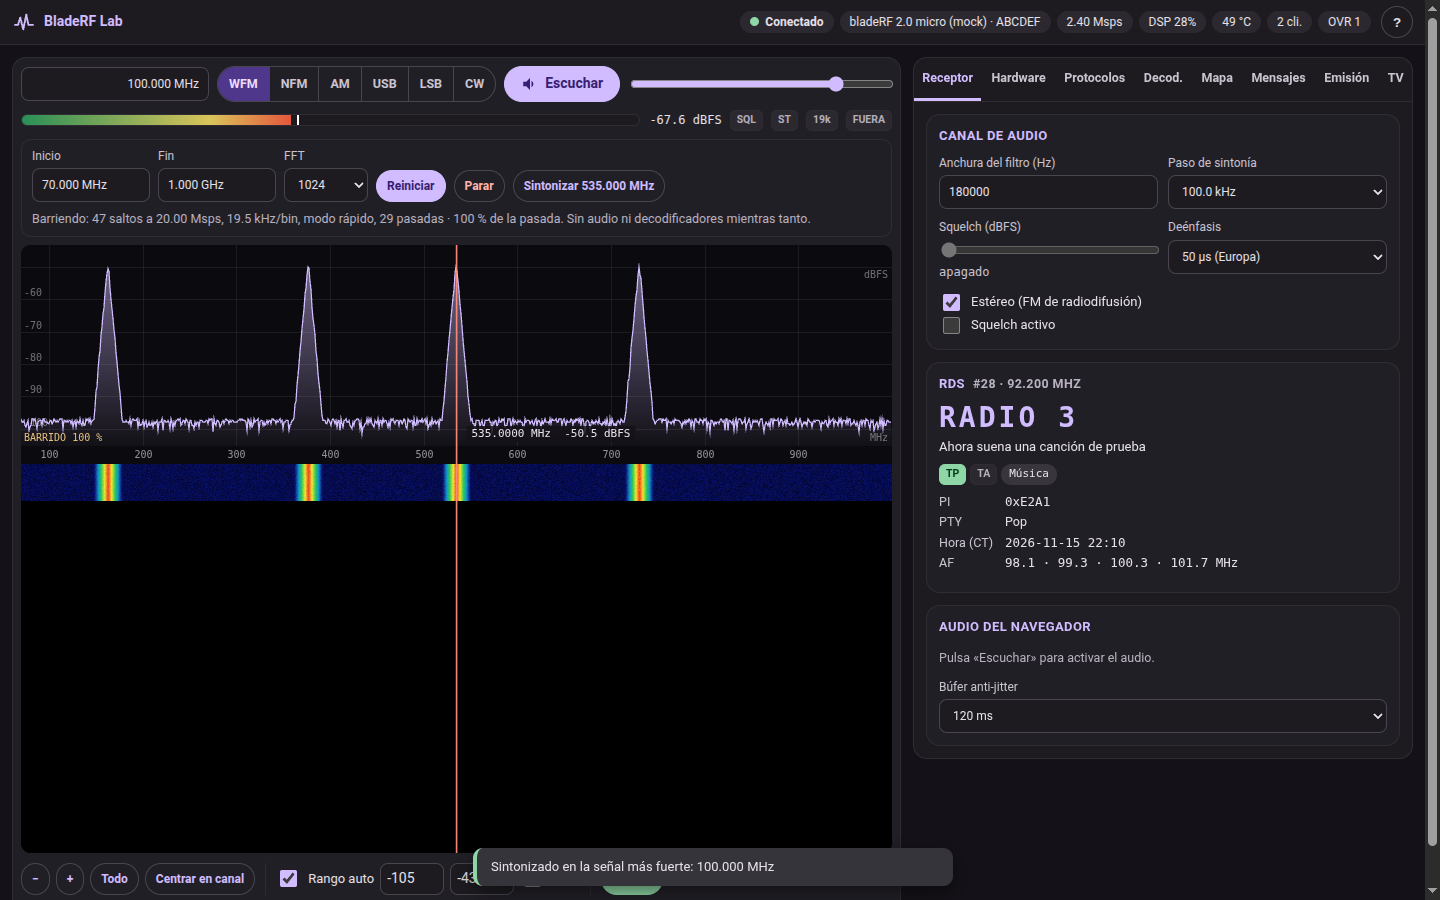 BladeRF Lab
Conectado
bladeRF 2.0 micro (mock) · ABCDEF
2.40 Msps
DSP 28%
49 °C
2 cli.
OVR 1
?
100.000 MHz
WFM
NFM
AM
USB
LSB
CW
Escuchar
-67.6 dBFS
SQL
ST
19k
FUERA
Inicio
Fin
FFT
70.000 MHz
1.000 GHz
1024
Reiniciar
Parar
Sintonizar 535.000 MHz
Barriendo: 47 saltos a 20.00 Msps, 19.5 kHz/bin, modo rápido, 29 pasadas · 100 % de la pasada. Sin audio ni decodificadores mientras tanto.
dBFS
-60
-70
-80
-90
BARRIDO 100 %
535.0000 MHz -50.5 dBFS
MHz
100 200 300 400 500 600 700 800 900
−
+
Todo
Centrar en canal
Rango auto
-105
-43
Sintonizado en la señal más fuerte: 100.000 MHz
Receptor
Hardware
Protocolos
Decod.
Mapa
Mensajes
Emisión
TV
CANAL DE AUDIO
Anchura del filtro (Hz)
Paso de sintonía
180000
100.0 kHz
Squelch (dBFS)
Deénfasis
apagado
50 µs (Europa)
Estéreo (FM de radiodifusión)
Squelch activo
RDS #28 · 92.200 MHZ
RADIO 3
Ahora suena una canción de prueba
TP
TA
Música
PI 0xE2A1
PTY Pop
Hora (CT) 2026-11-15 22:10
AF 98.1 · 99.3 · 100.3 · 101.7 MHz
AUDIO DEL NAVEGADOR
Pulsa «Escuchar» para activar el audio.
Búfer anti-jitter
120 ms